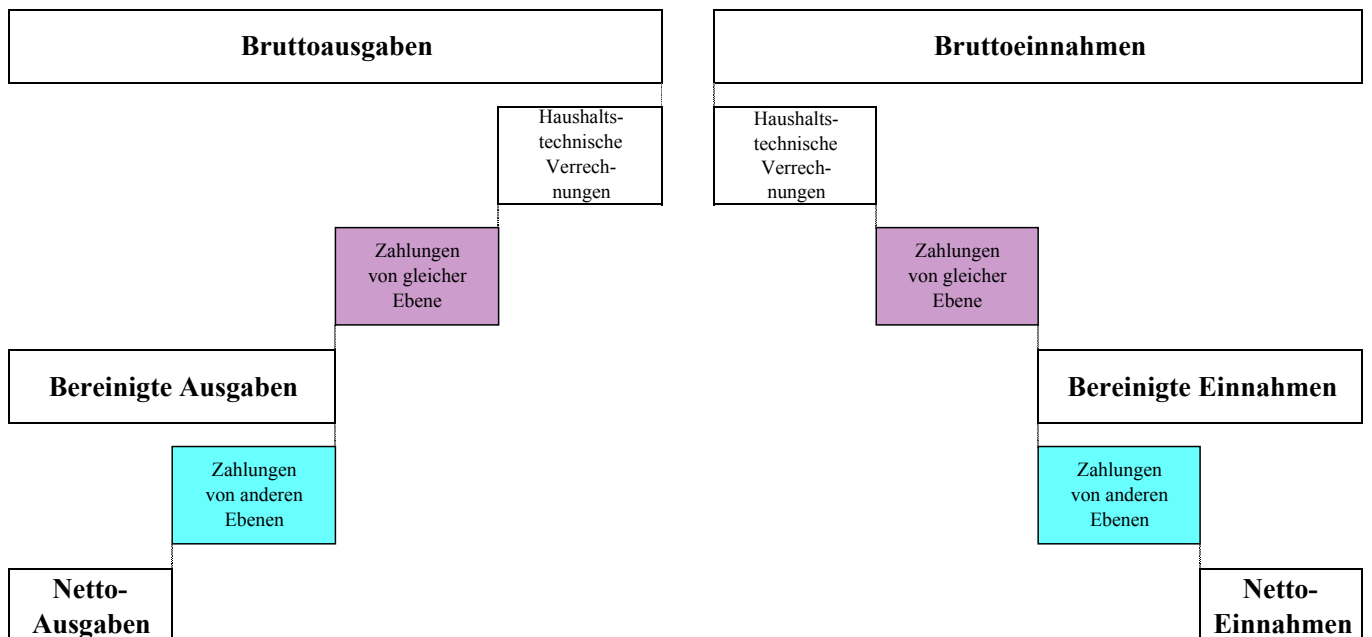 Bruttoausgaben
Bruttoeinnahmen
Haushalts-
technische
Verrech-
nungen
Haushalts-
technische
Verrech-
nungen
Zahlungen
von gleicher
Ebene
Zahlungen
von gleicher
Ebene
Bereinigte Ausgaben
Bereinigte Einnahmen
Zahlungen
von anderen
Ebenen
Zahlungen
von anderen
Ebenen
Netto-
Ausgaben
Netto-
Einnahmen